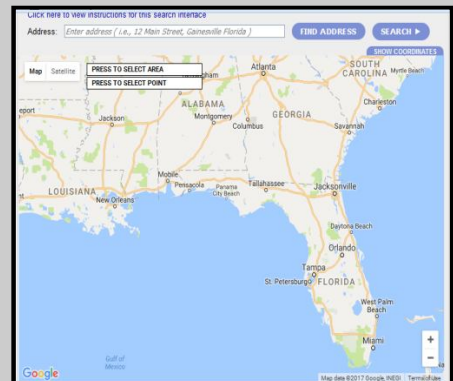 Click here to view instructions for this search interface
Address: Enter address ( i.e., 12 Main Street, Gainesville Florida ) FIND ADDRESS SEARCH ▶
SHOW COORDINATES
Map Satellite PRESS TO SELECT AREA
PRESS TO SELECT POINT
Atlanta
SOUTH
CAROLINA
Myrtle Beach
Charleston
ALABAMA
GEORGIA
Montgomery
Columbus
Jackson
Savannah
Mobile
Pensacola
Panama
City Beach
Tallahassee
Jacksonville
LOUISIANA
New Orleans
Daytona Beach
Orlando
Tampa
St. Petersburg
FLORIDA
West Palm
Beach
Miami
Gulf of
Mexico
+
−
Google
Map data ©2017 Google, INEGI Terms of Use